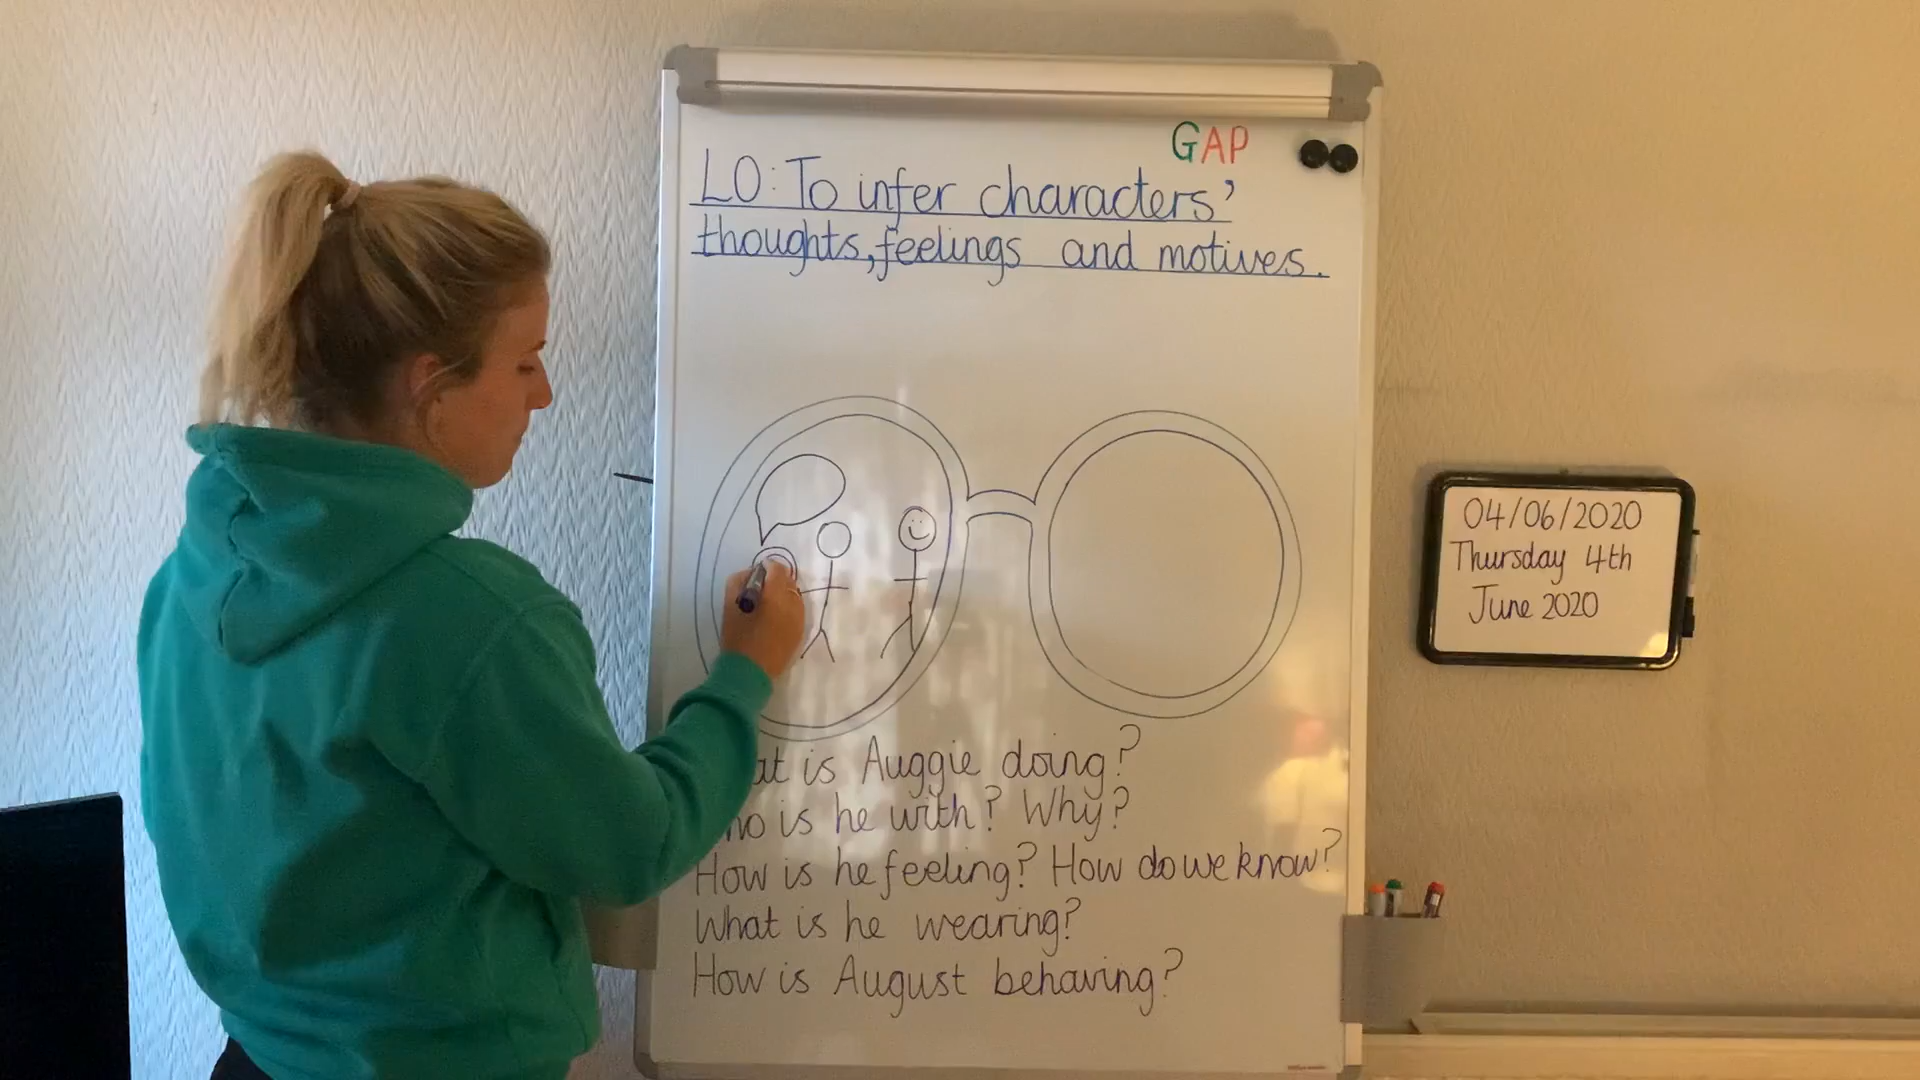 GAP
LO: To infer characters'
thoughts, feelings and motives.
is Auggie doing?
is he with? Why?
How is he feeling? How do we know?
What is he wearing?
How is August behaving?
04/06/2020
Thursday 4th
June 2020